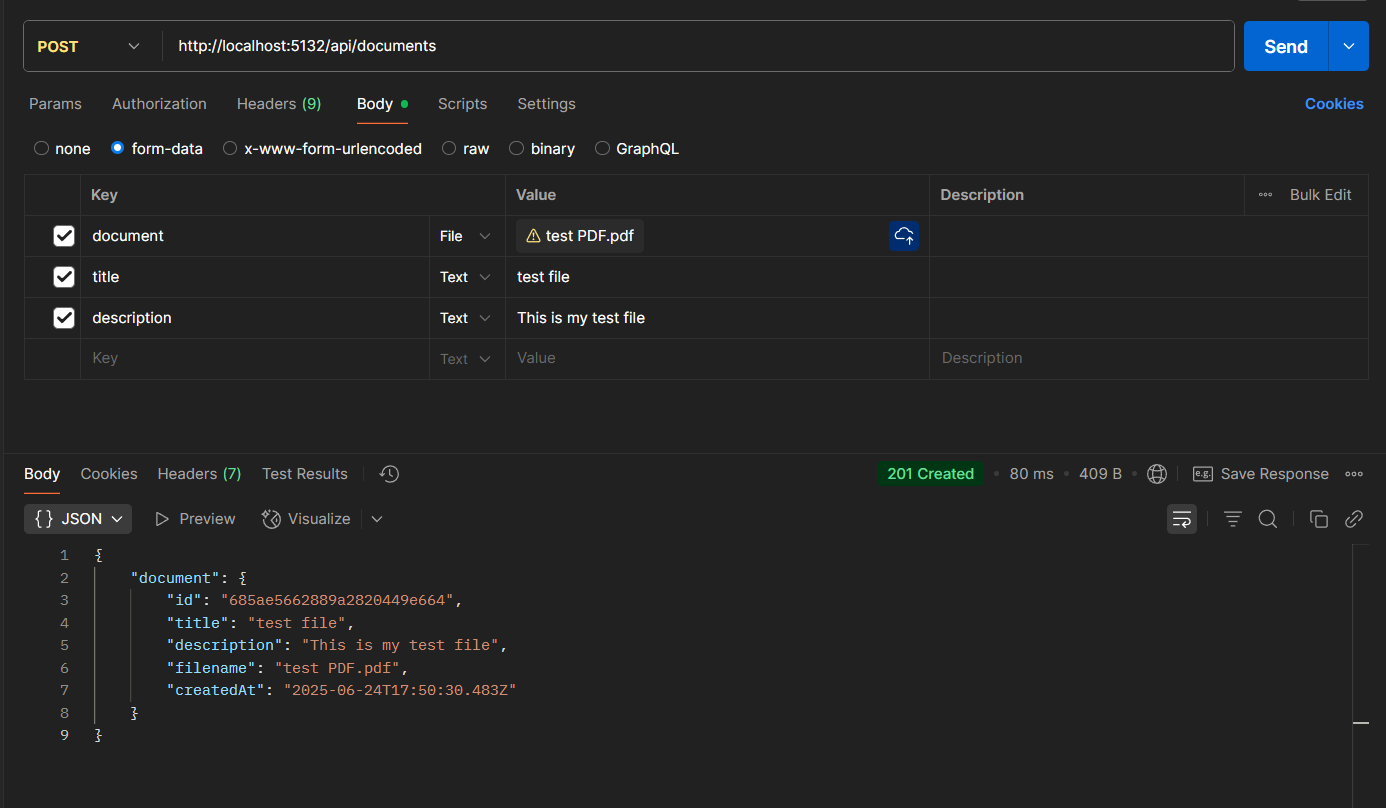 POST http://localhost:5132/api/documents Send
Params Authorization Headers (9) Body Scripts Settings Cookies
none form-data x-www-form-urlencoded raw binary GraphQL
Key Value Description Bulk Edit
document File test PDF.pdf
title Text test file
description Text This is my test file
Key Text Value Description
Body Cookies Headers (7) Test Results 201 Created 80 ms 409 B e.g. Save Response
{} JSON Preview Visualize
1 {
2 "document": {
3 "id": "685ae5662889a2820449e664",
4 "title": "test file",
5 "description": "This is my test file",
6 "filename": "test PDF.pdf",
7 "createdAt": "2025-06-24T17:50:30.483Z"
8 }
9 }